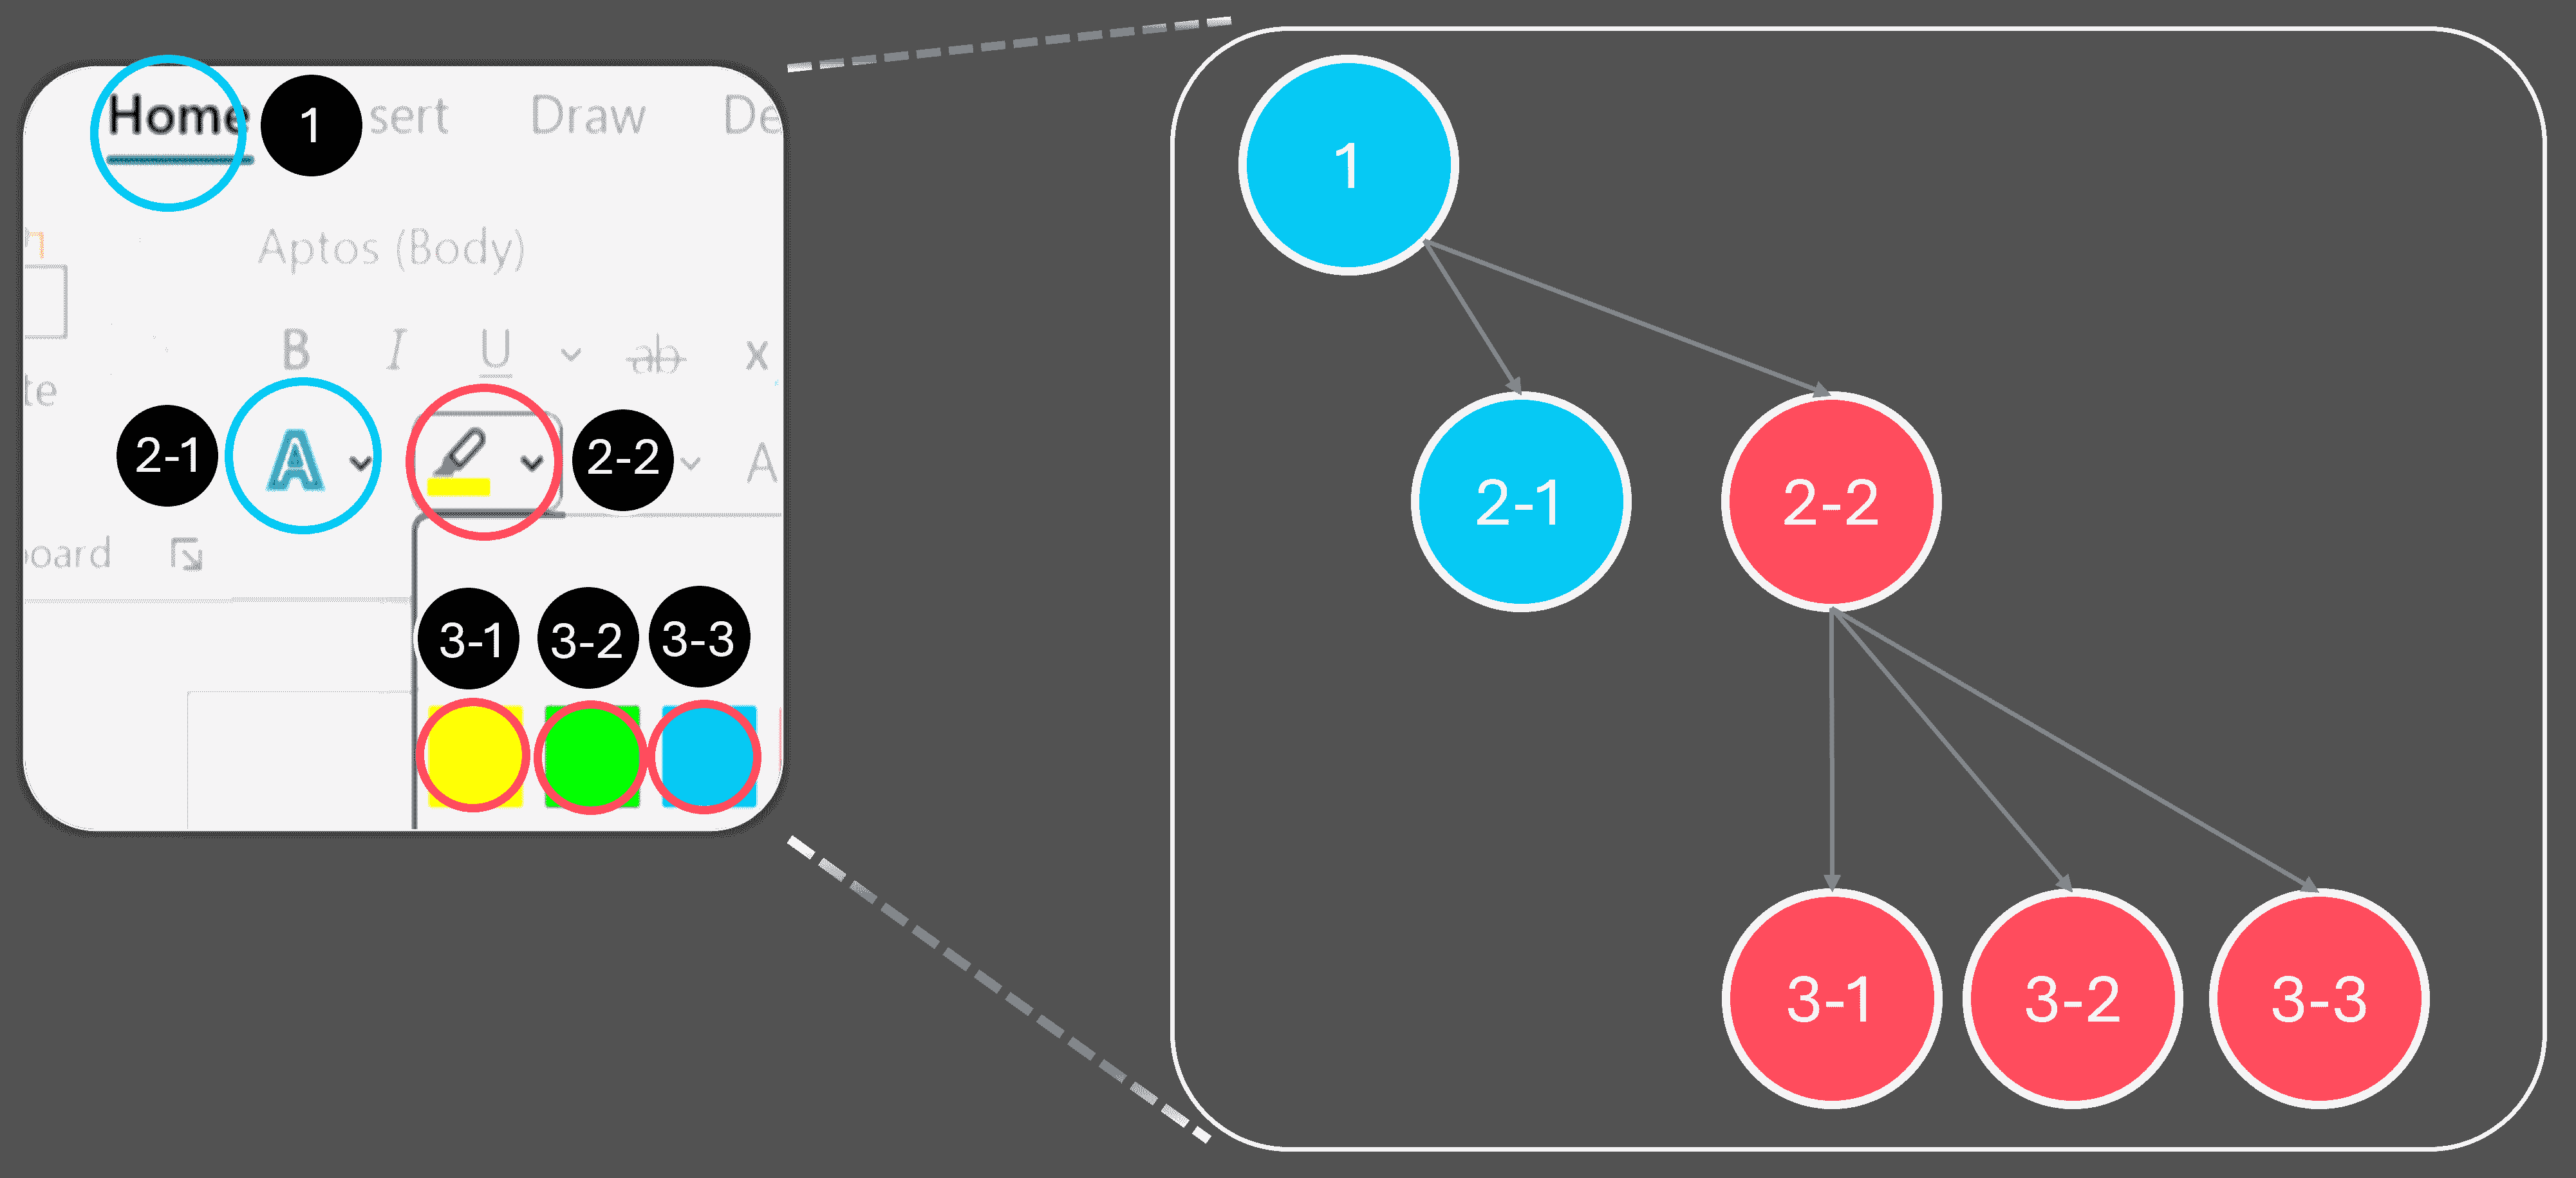 Home 1 sert Draw De
Aptos (Body)
B I U ab x
te
2-1 A 2-2 A
oard
3-1 3-2 3-3
1
2-1 2-2
3-1 3-2 3-3